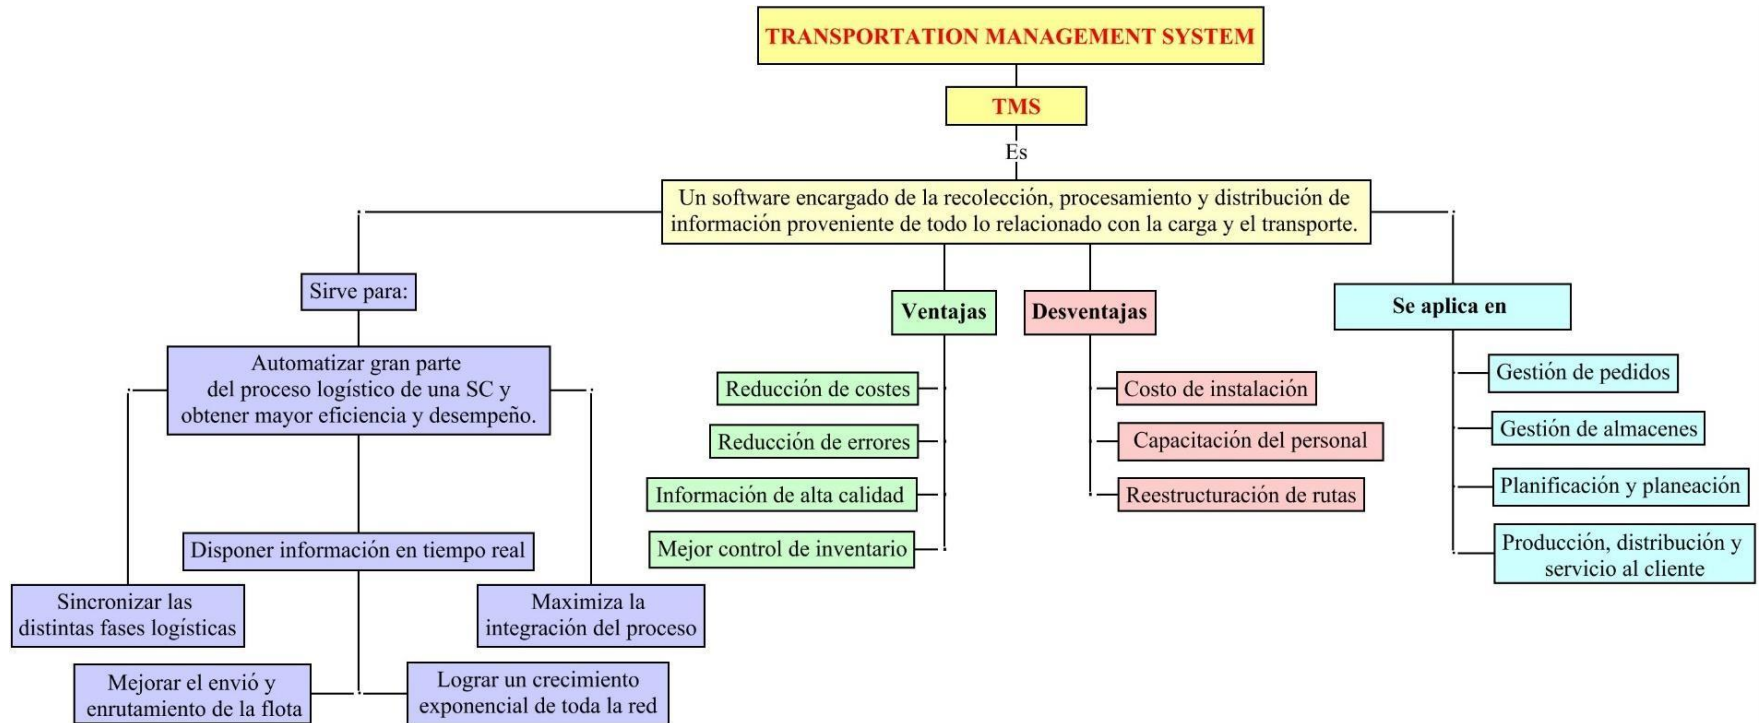 TRANSPORTATION MANAGEMENT SYSTEM
TMS
Es
Un software encargado de la recolección, procesamiento y distribución de
información proveniente de todo lo relacionado con la carga y el transporte.
Sirve para:
Automatizar gran parte
del proceso logístico de una SC y
obtener mayor eficiencia y desempeño.
Disponer información en tiempo real
Sincronizar las
distintas fases logísticas
Maximiza la
integración del proceso
Mejorar el envió y
enrutamiento de la flota
Lograr un crecimiento
exponencial de toda la red
Ventajas
Reducción de costes
Reducción de errores
Información de alta calidad
Mejor control de inventario
Desventajas
Costo de instalación
Capacitación del personal
Reestructuración de rutas
Se aplica en
Gestión de pedidos
Gestión de almacenes
Planificación y planeación
Producción, distribución y
servicio al cliente